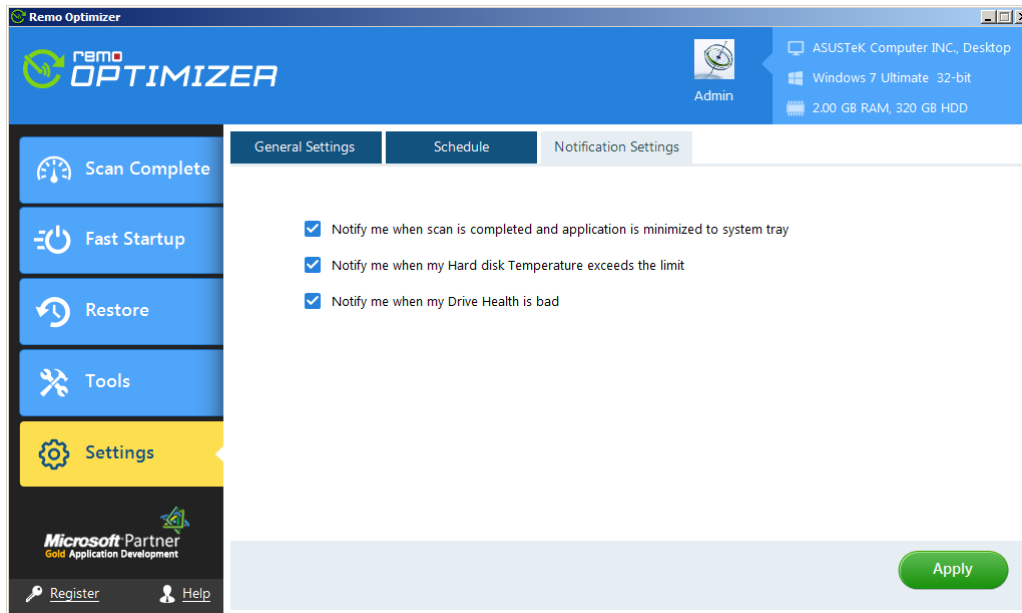 Remo Optimizer
remo
OPTIMIZER
Admin
ASUSTeK Computer INC., Desktop
Windows 7 Ultimate 32-bit
2.00 GB RAM, 320 GB HDD
General Settings
Schedule
Notification Settings
Scan Complete
Fast Startup
Restore
Tools
Settings
Notify me when scan is completed and application is minimized to system tray
Notify me when my Hard disk Temperature exceeds the limit
Notify me when my Drive Health is bad
Microsoft Partner
Gold Application Development
Register
Help
Apply